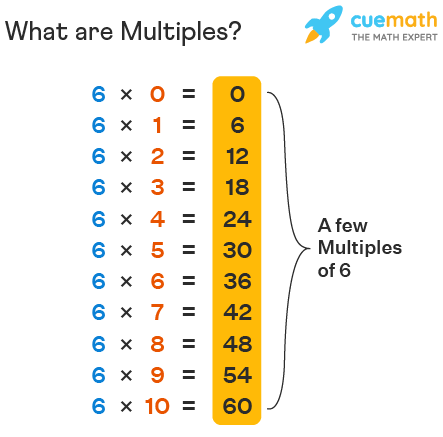 What are Multiples?
cuemath
THE MATH EXPERT
6 × 0 = 0
6 × 1 = 6
6 × 2 = 12
6 × 3 = 18
6 × 4 = 24
6 × 5 = 30
6 × 6 = 36
6 × 7 = 42
6 × 8 = 48
6 × 9 = 54
6 × 10 = 60
A few
Multiples
of 6